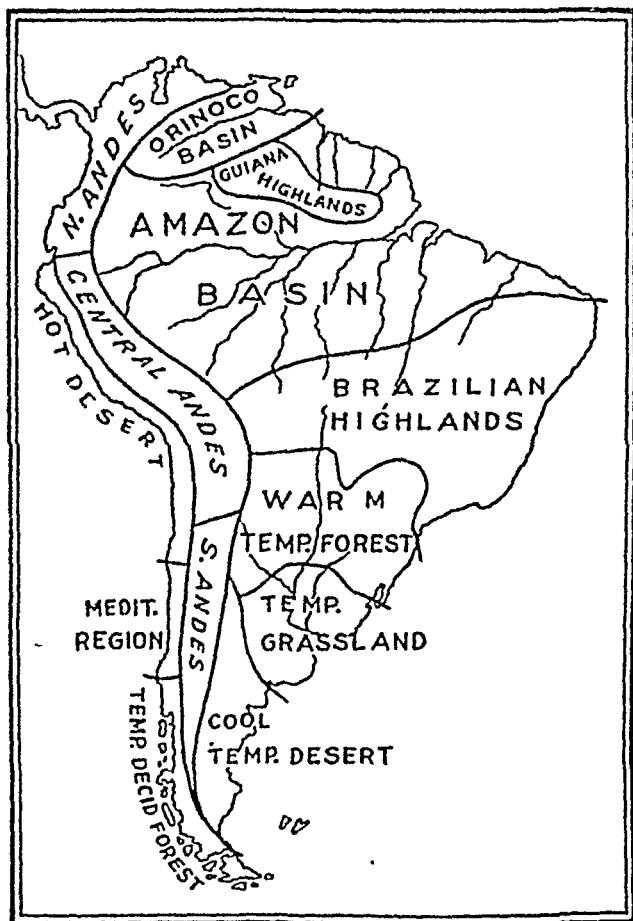 ORINOCO
BASIN
GUIANA
HIGHLANDS
N. ANDES
AMAZON
BASIN
CENTRAL ANDES
HOT DESERT
BRAZILIAN
HIGHLANDS
WARM
TEMP. FOREST
S. ANDES
MEDIT.
REGION
TEMP.
GRASSLAND
COOL
TEMP. DESERT
TEMP. DECID FOREST